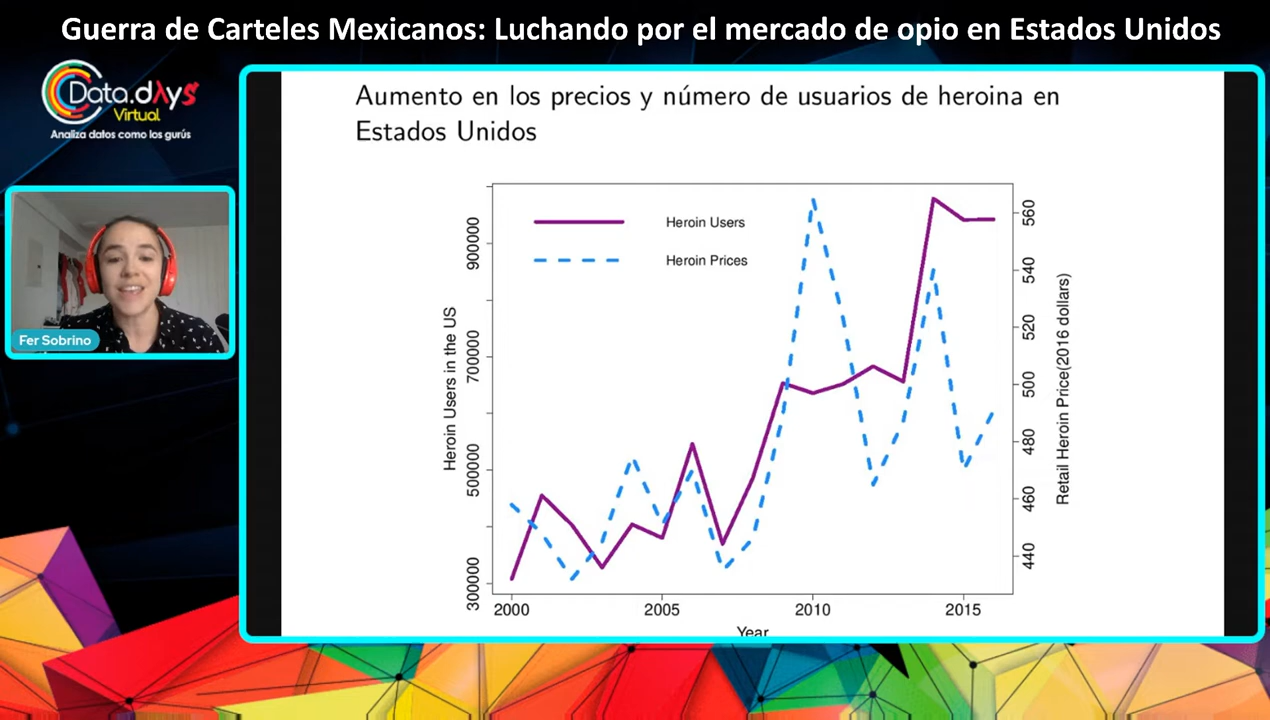 Guerra de Carteles Mexicanos: Luchando por el mercado de opio en Estados Unidos
Data.dλys
Virtual
Analiza datos como los gurús
Fer Sobrino
Aumento en los precios y número de usuarios de heroina en
Estados Unidos
Heroin Users
Heroin Prices
Heroin Users in the US
300000
500000
700000
900000
Retail Heroin Price(2016 dollars)
440
460
480
500
520
540
560
2000
2005
2010
2015
Year